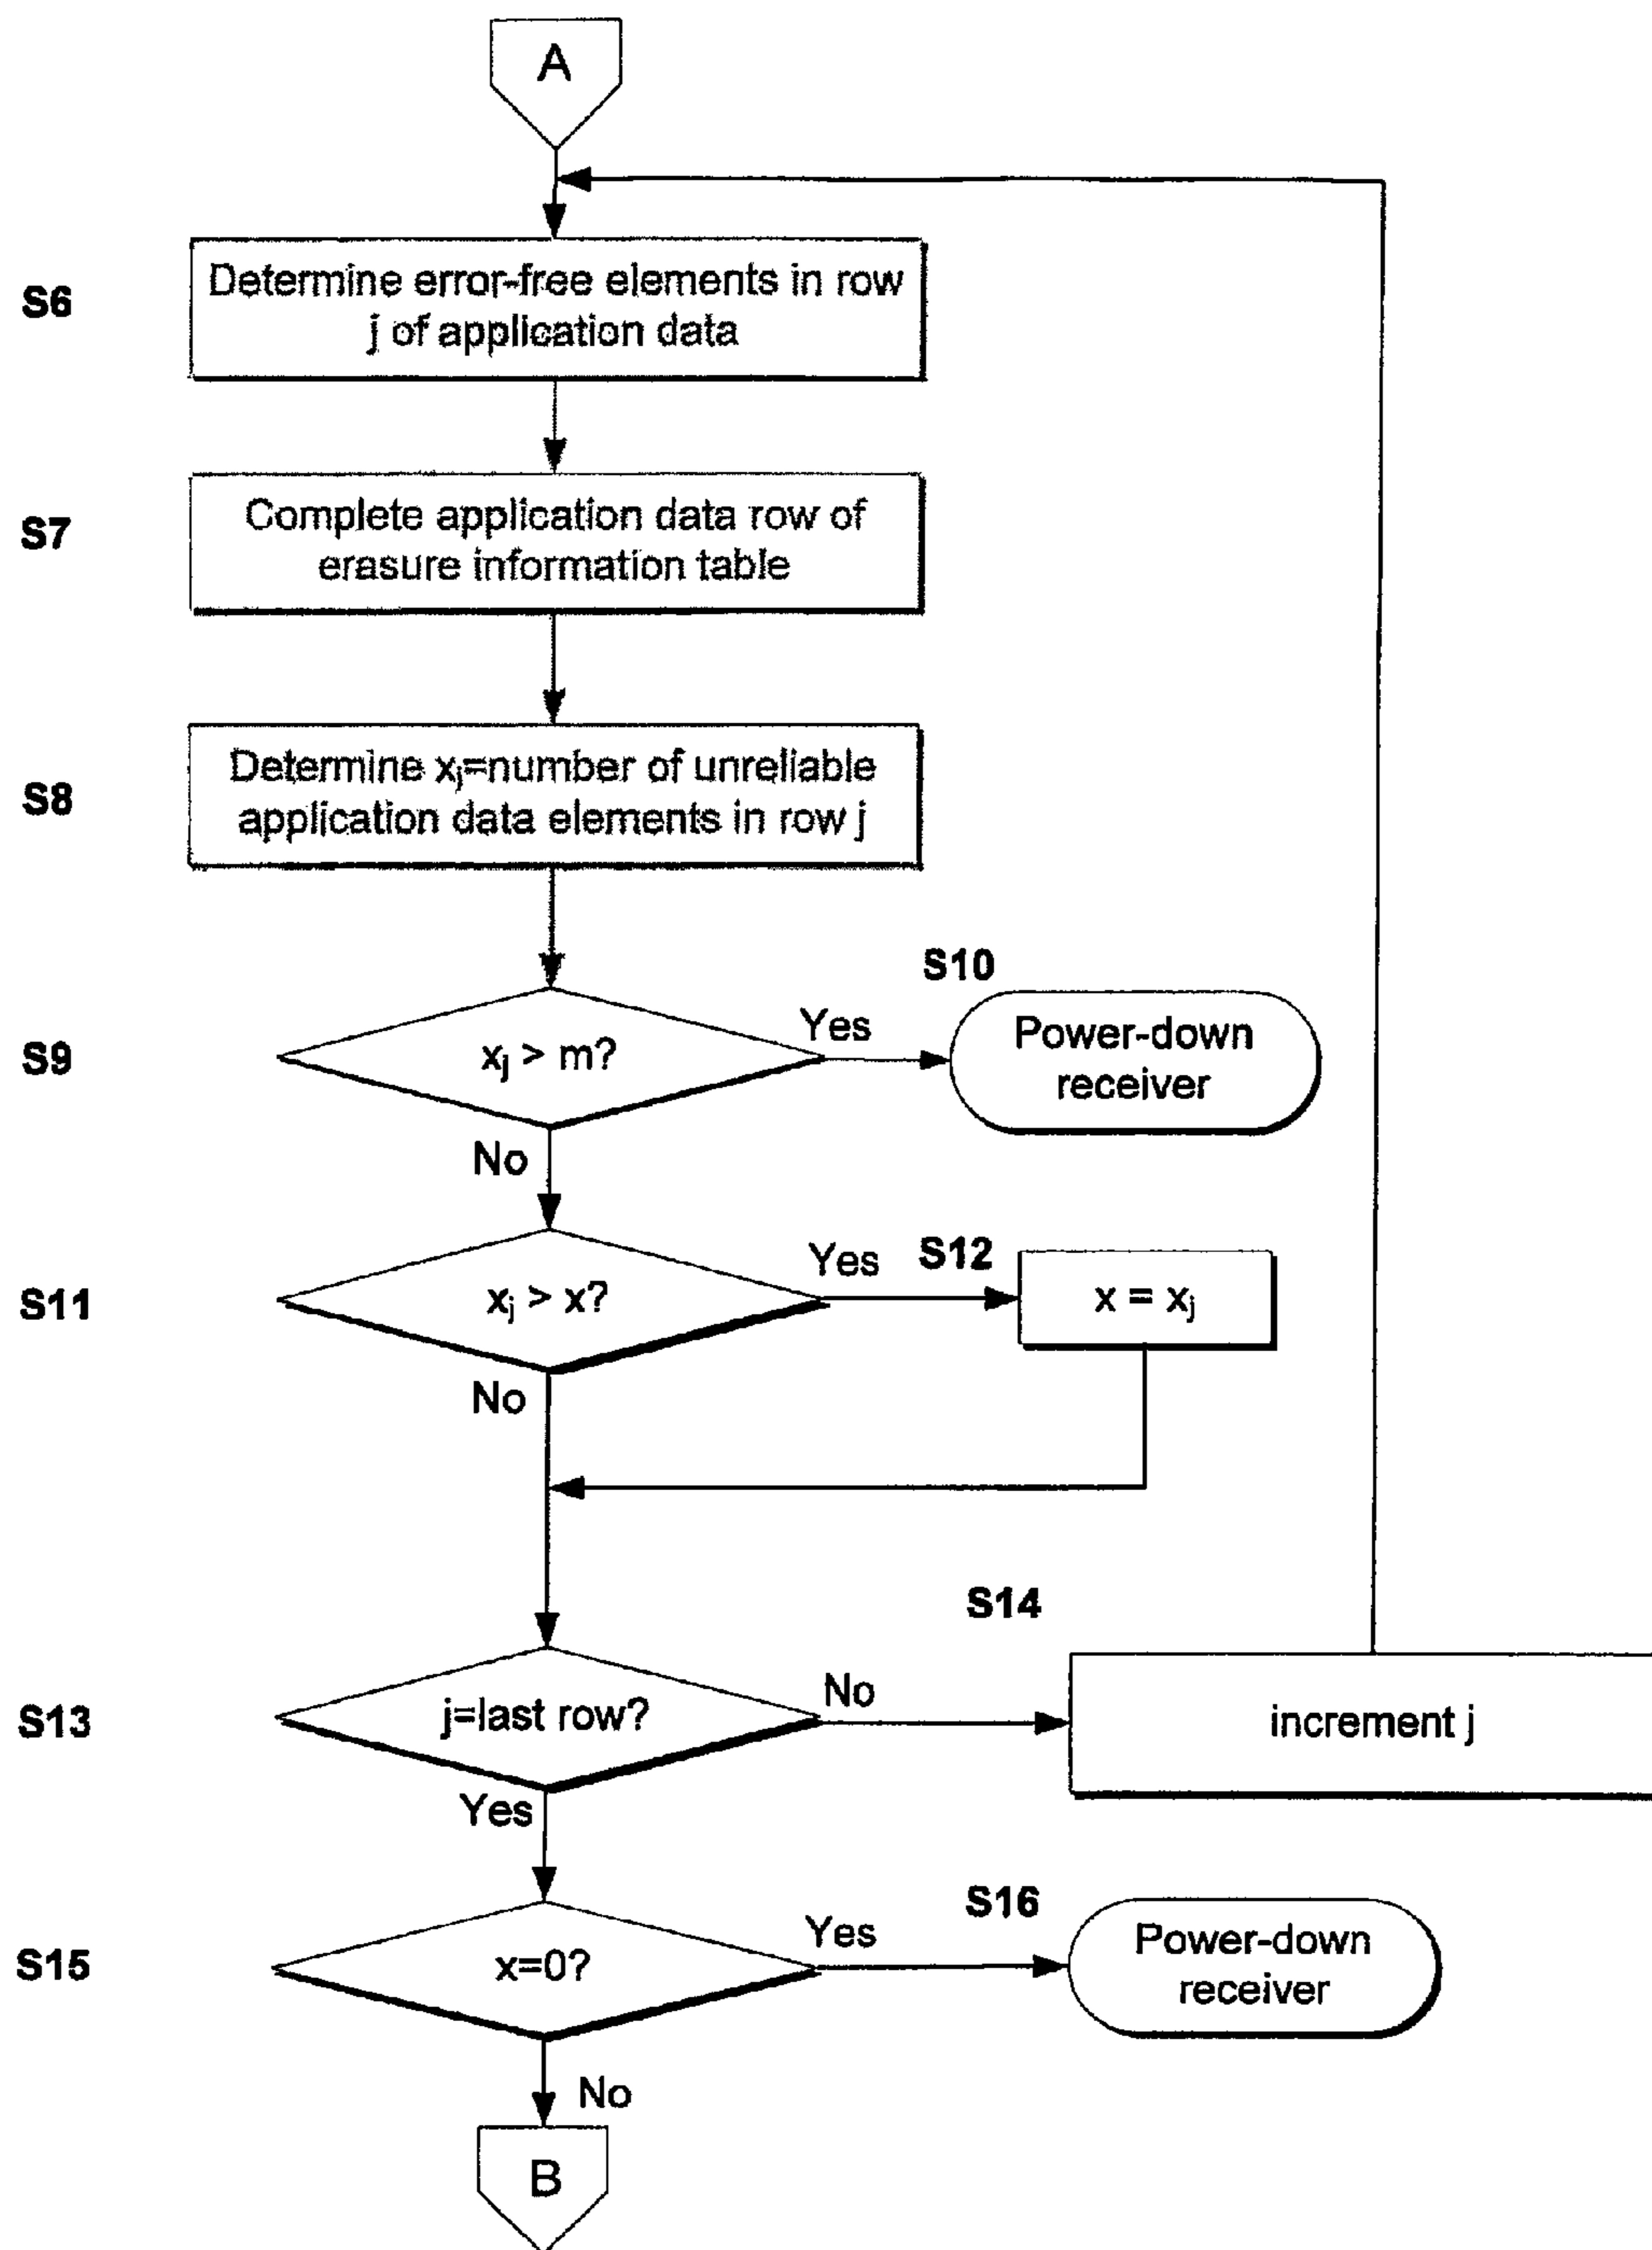 A
S6
Determine error-free elements in row
j of application data
S7
Complete application data row of
erasure information table
S8
Determine xj=number of unreliable
application data elements in row j
S9
xj > m?
Yes
S10
Power-down
receiver
No
S11
xj > x?
Yes
S12
x = xj
No
S13
j=last row?
No
S14
increment j
Yes
S15
x=0?
Yes
S16
Power-down
receiver
No
B